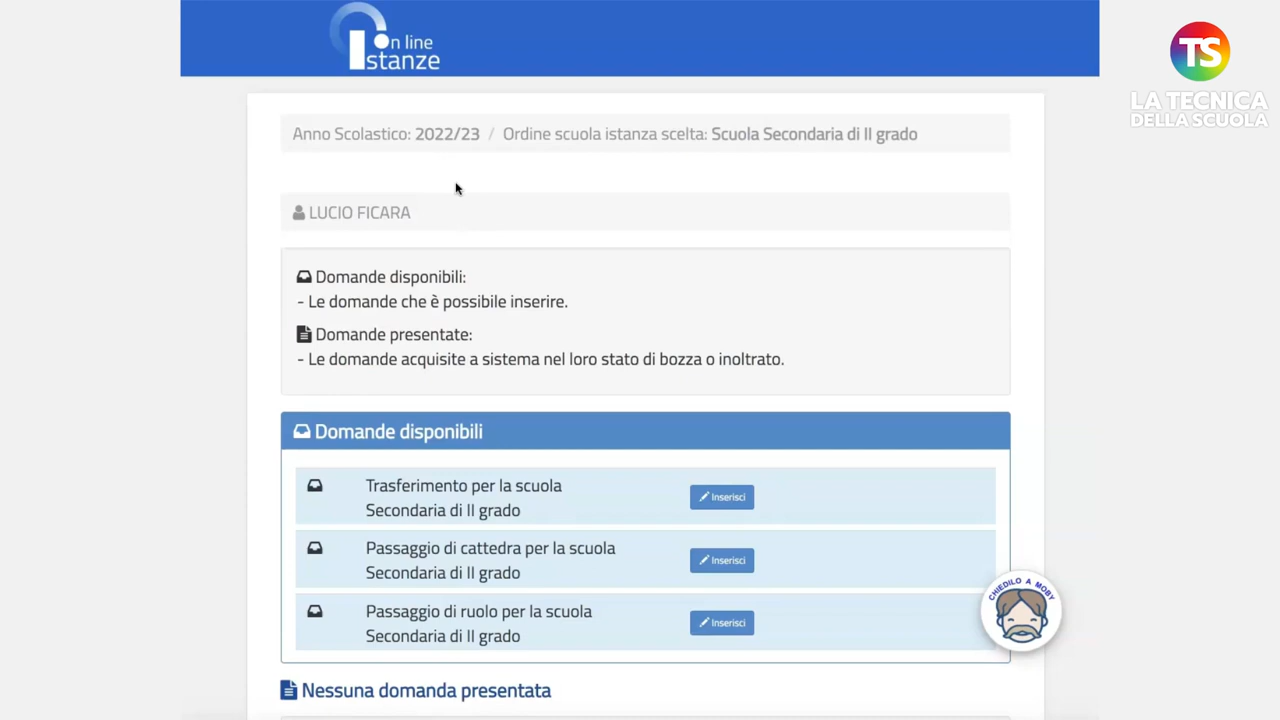 On line
Istanze
TS
LA TECNICA
DELLA SCUOLA
Anno Scolastico: 2022/23 / Ordine scuola istanza scelta: Scuola Secondaria di II grado
LUCIO FICARA
Domande disponibili:
- Le domande che è possibile inserire.
Domande presentate:
- Le domande acquisite a sistema nel loro stato di bozza o inoltrato.
Domande disponibili
Trasferimento per la scuola
Secondaria di II grado
Inserisci
Passaggio di cattedra per la scuola
Secondaria di II grado
Inserisci
Passaggio di ruolo per la scuola
Secondaria di II grado
Inserisci
CHIEDILO A MOBY
Nessuna domanda presentata